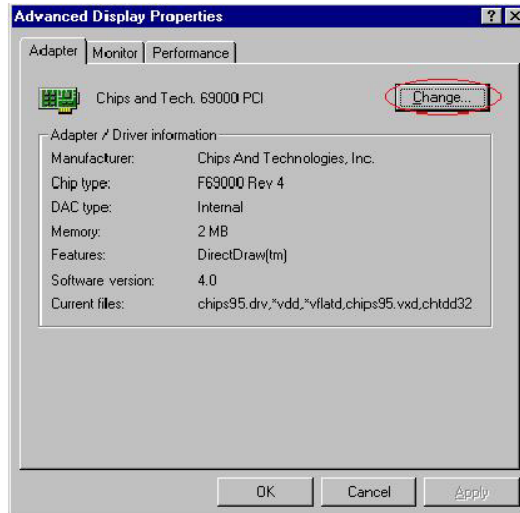 Advanced Display Properties
Adapter Monitor Performance
Chips and Tech. 69000 PCI Change...
Adapter / Driver information
Manufacturer: Chips And Technologies, Inc.
Chip type: F69000 Rev 4
DAC type: Internal
Memory: 2 MB
Features: DirectDraw(tm)
Software version: 4.0
Current files: chips95.drv,*vdd,*vflatd,chips95.vxd,chtdd32
OK Cancel Apply